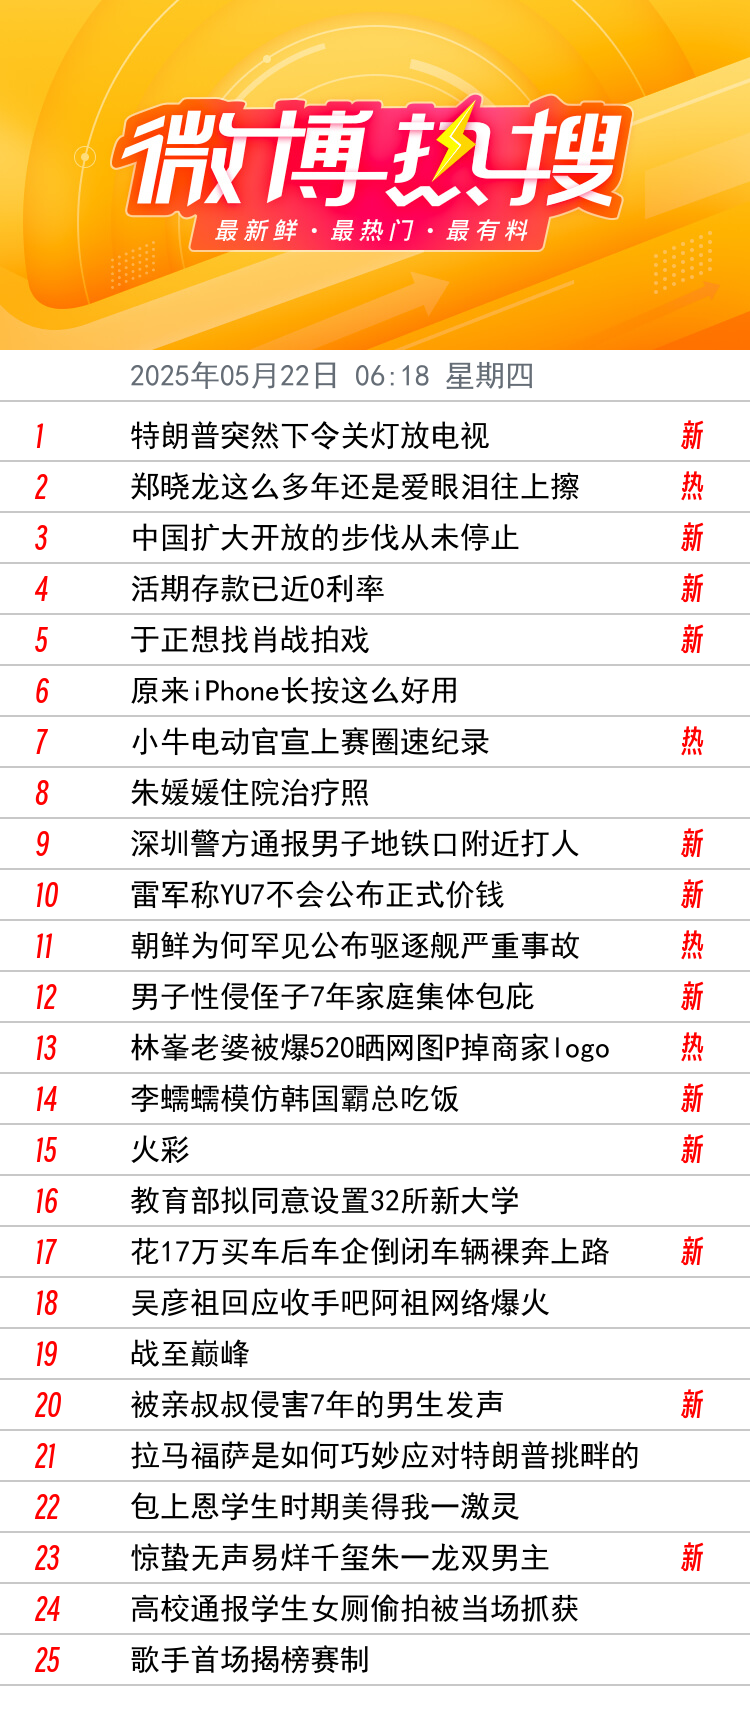 微博热搜
最新鲜·最热门·最有料
2025年05月22日 06:18 星期四
1 特朗普突然下令关灯放电视 新
2 郑晓龙这么多年还是爱眼泪往上擦 热
3 中国扩大开放的步伐从未停止 新
4 活期存款已近0利率 新
5 于正想找肖战拍戏 新
6 原来iPhone长按这么好用
7 小牛电动官宣上赛圈速纪录 热
8 朱媛媛住院治疗照
9 深圳警方通报男子地铁口附近打人 新
10 雷军称YU7不会公布正式价钱 新
11 朝鲜为何罕见公布驱逐舰严重事故 热
12 男子性侵侄子7年家庭集体包庇 新
13 林峯老婆被爆520晒网图P掉商家logo 热
14 李蠕蠕模仿韩国霸总吃饭 新
15 火彩 新
16 教育部拟同意设置32所新大学
17 花17万买车后车企倒闭车辆裸奔上路 新
18 吴彦祖回应收手吧阿祖网络爆火
19 战至巅峰
20 被亲叔叔侵害7年的男生发声 新
21 拉马福萨是如何巧妙应对特朗普挑畔的
22 包上恩学生时期美得我一激灵
23 惊蛰无声易烊千玺朱一龙双男主 新
24 高校通报学生女厕偷拍被当场抓获
25 歌手首场揭榜赛制